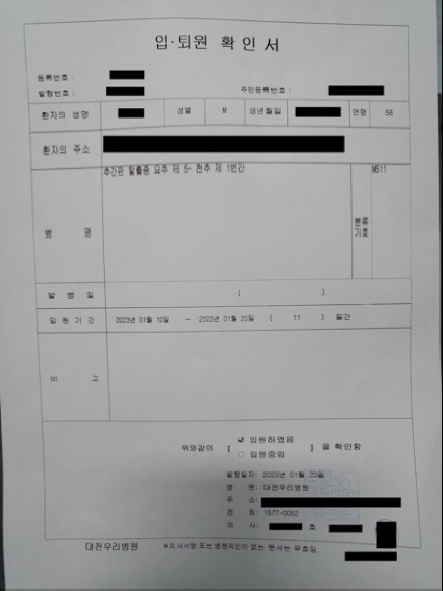 입·퇴원 확인서
등록번호 :
발행번호 : 주민등록번호 :
환자의 성명 성별 M 생년월일 연령 58
환자의 주소
병 명 추간판 탈출증 요추 제 5- 천추 제 1번간 분류기호 M511
발 병 일 ( )
입 원 기 간 2023년 01월 10일 - 2023년 01월 20일 ( 11 ) 일간
비 고
위와같이 [ ☑ 입원하였음 ] 을 확인함
□ 입원중임
발행일자: 2023년 01월 20일
병 원: 대전우리병원
주 소:
전 화: 1577-0052
의 사: 호
대전우리병원 ※의사서명 또는 병원직인이 없는 문서는 무효임.